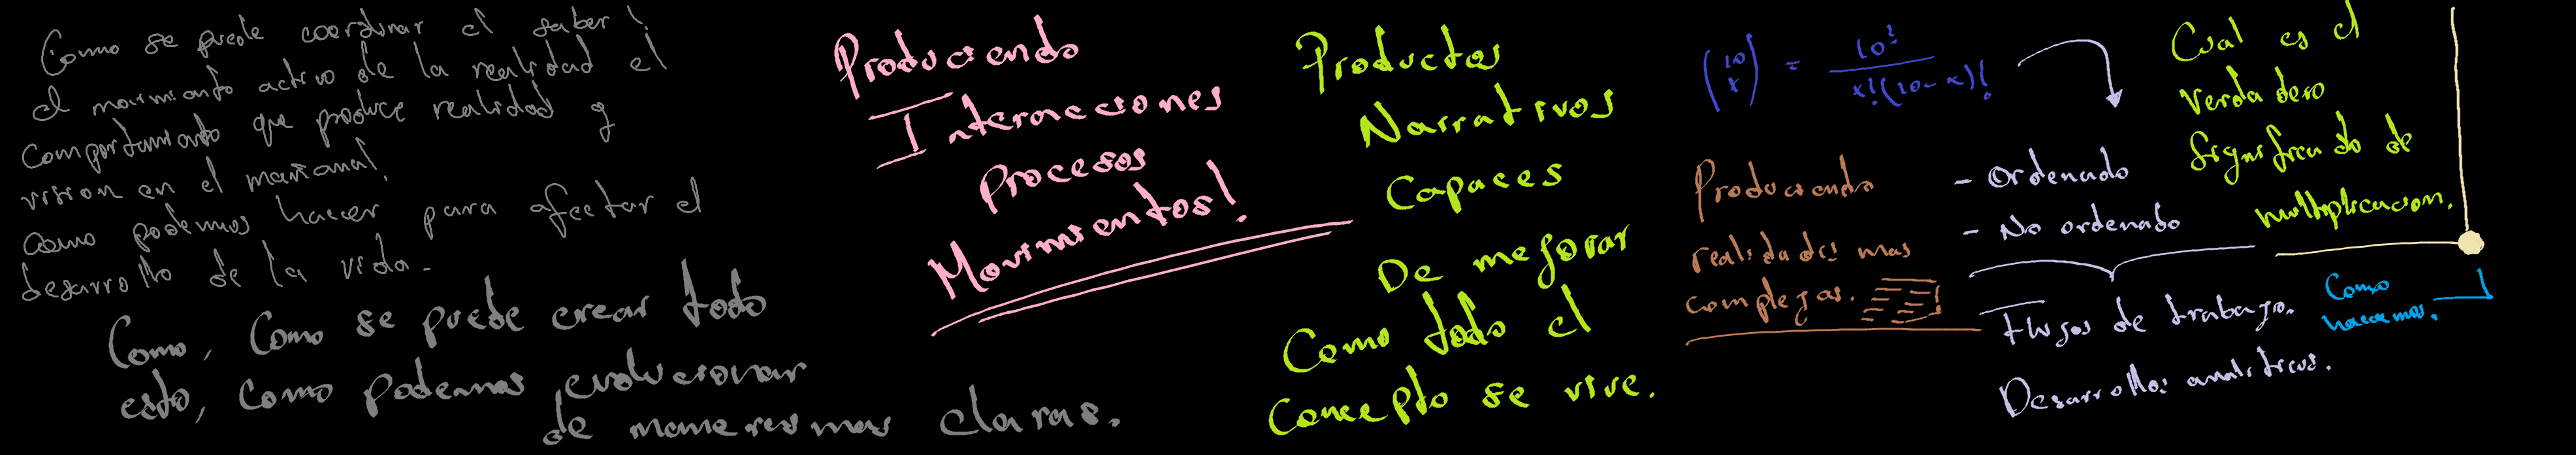 Como se puede coordinar el saber!
el movimiento activo de la realidad el
comportamiento que produce realidad y
vision en el mañana!,
como podemos hacer para afectar el
desarrollo de la vida.
Como, Como se puede crear todo
esto, como podemos evolucionar
de maneras mas claras.
Produciendo
Interacciones
Procesos
Movimientos!
Productos
Narrativos
Capaces
De mejorar
Como todo el
Concepto se vive.
(10 x) = 10! / x!(10-x)!
Produciendo
realidades mas
complejas.
- Ordenado
- No ordenado
Flujos de trabajo.
Desarrollos analiticos.
Cual es el
Verdadero
Significado de
multiplicacion.
Como
hacemos.